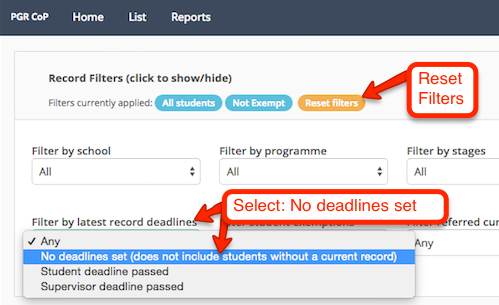 PGR CoP Home List Reports
Record Filters (click to show/hide)
Filters currently applied: All students Not Exempt Reset filters
Reset
Filters
Filter by school Filter by programme Filter by stages
All All All
Select: No deadlines set
Filter by latest record deadlines Filter student exemptions Filter referred cur
✓ Any Any
No deadlines set (does not include students without a current record)
Student deadline passed
Supervisor deadline passed